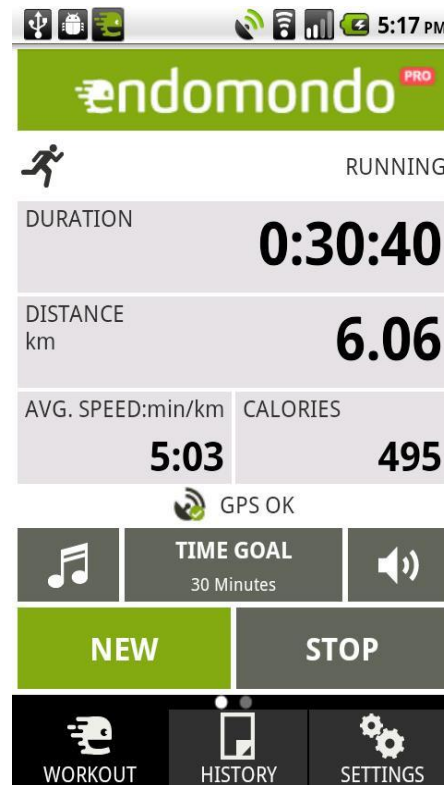 5:17 PM
endomondo PRO
RUNNING
DURATION
0:30:40
DISTANCE
km
6.06
AVG. SPEED:min/km
5:03
CALORIES
495
GPS OK
TIME GOAL
30 Minutes
NEW
STOP
WORKOUT
HISTORY
SETTINGS